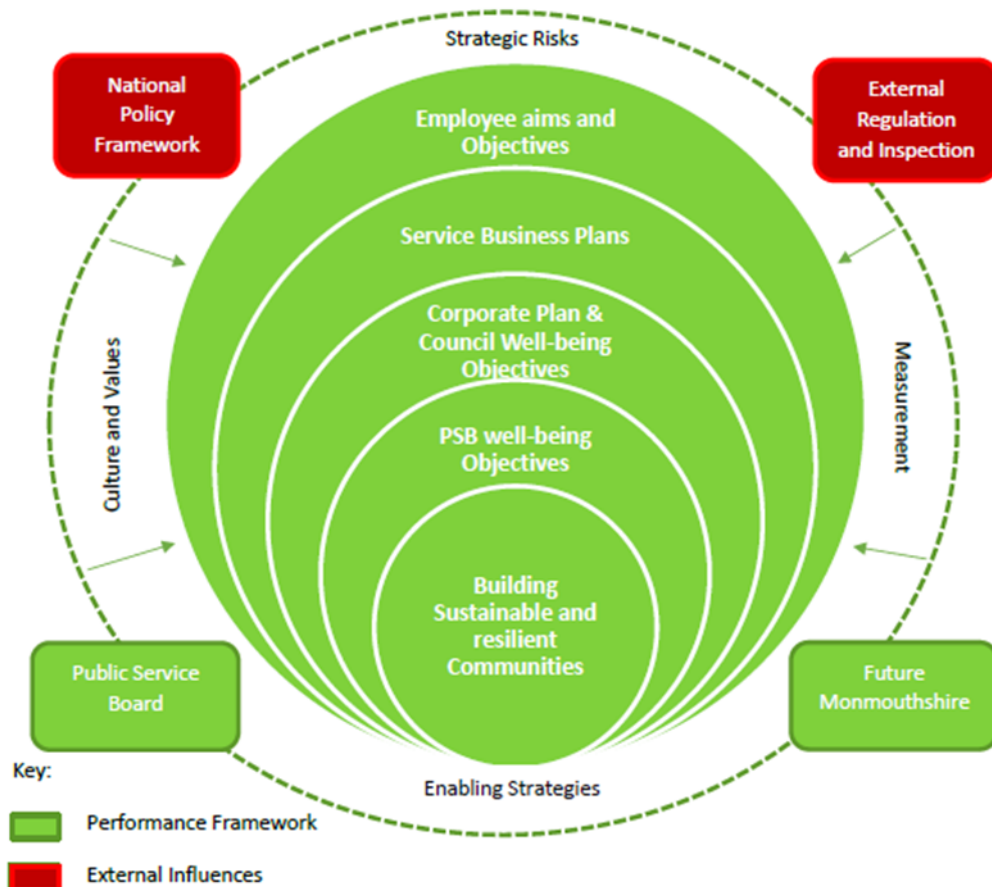 Strategic Risks
National
Policy
Framework
External
Regulation
and Inspection
Employee aims and
Objectives
Service Business Plans
Corporate Plan &
Council Well-being
Objectives
Culture and Values
Measurement
PSB well-being
Objectives
Building
Sustainable and
resilient
Communities
Public Service
Board
Future
Monmouthshire
Enabling Strategies
Key:
Performance Framework
External Influences